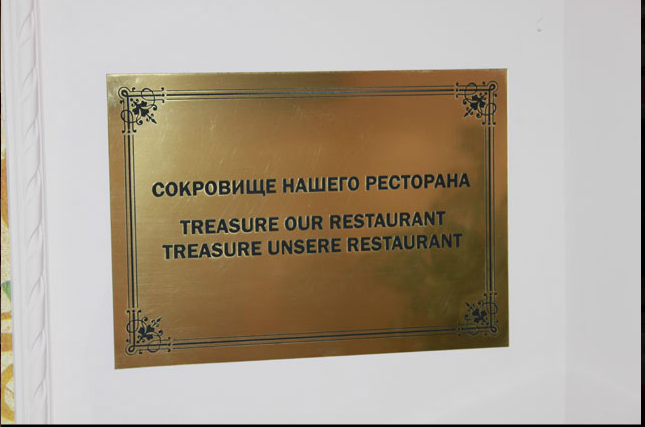 СОКРОВИЩЕ НАШЕГО РЕСТОРАНА
TREASURE OUR RESTAURANT
TREASURE UNSERE RESTAURANT